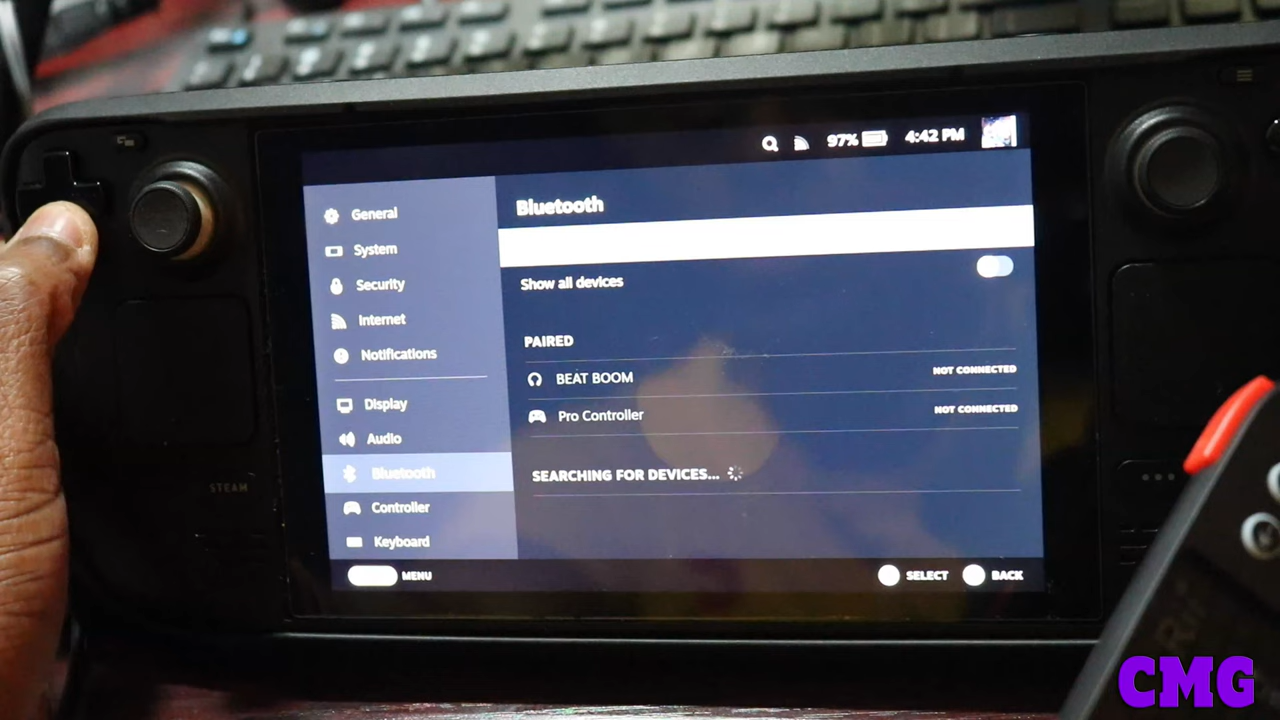 97% 4:42 PM
General
System
Security
Internet
Notifications
Display
Audio
Bluetooth
Controller
Keyboard
Bluetooth
Show all devices
PAIRED
BEAT BOOM NOT CONNECTED
Pro Controller NOT CONNECTED
SEARCHING FOR DEVICES...
MENU SELECT BACK
STEAM
CMG